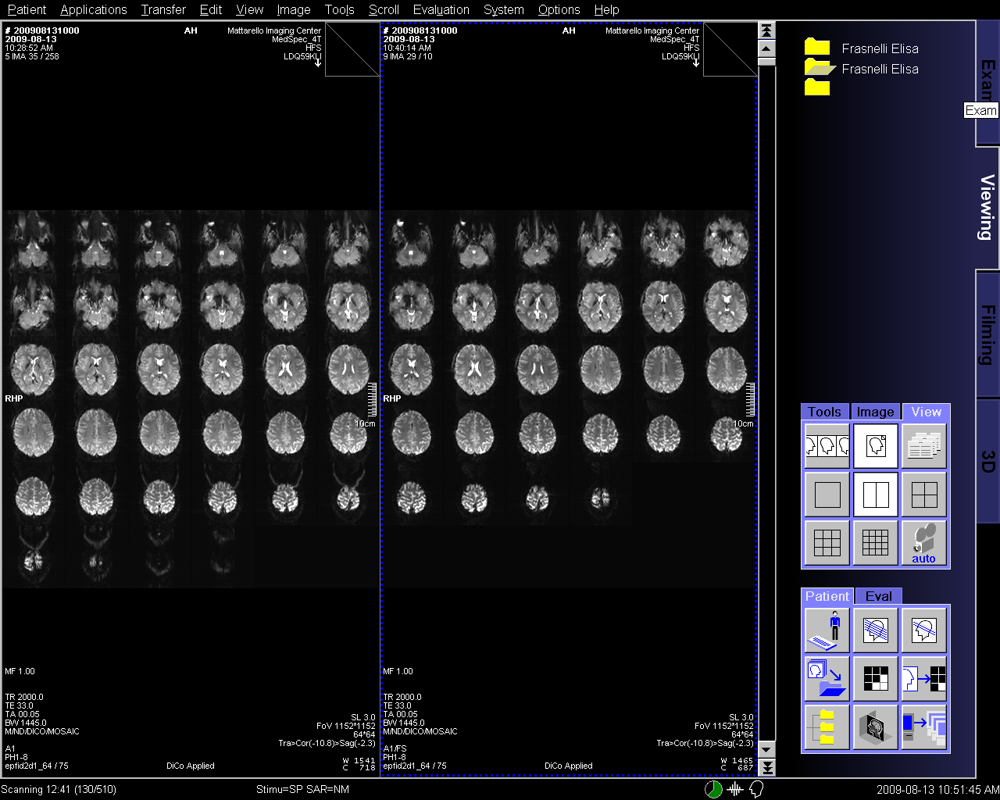 Patient Applications Transfer Edit View Image Tools Scroll Evaluation System Options Help
# 200908131000 AH Mattarello Imaging Center
2009-08-13 MedSpec_4T
10:28:52 AM HFS
5 IMA 35 / 258 LDQ59KLI
RHP
10cm
MF 1.00
TR 2000.0
TE 33.0
TA 00.05
BW 1445.0
M/ND/DICO/MOSAIC
SL 3.0
FoV 1152*1152
64*64
Tra>Cor(-10.8)>Sag(-2.3)
A1
PH1-8
epfid2d1_64 / 75
DiCo Applied
W 1541
C 718
# 200908131000 AH Mattarello Imaging Center
2009-08-13 MedSpec_4T
10:40:14 AM HFS
9 IMA 29 / 10 LDQ59KLI
RHP
10cm
MF 1.00
TR 2000.0
TE 33.0
TA 00.05
BW 1445.0
M/ND/DICO/MOSAIC
SL 3.0
FoV 1152*1152
64*64
Tra>Cor(-10.8)>Sag(-2.3)
A1/FS
PH1-8
epfid2d1_64 / 75
DiCo Applied
W 1465
C 687
Frasnelli Elisa
Frasnelli Elisa
Exam
Exam
Viewing
Filming
3D
Tools Image View
auto
Patient Eval
Scanning 12:41 (130/510)
Stimu=SP SAR=NM
2009-08-13 10:51:45 AM